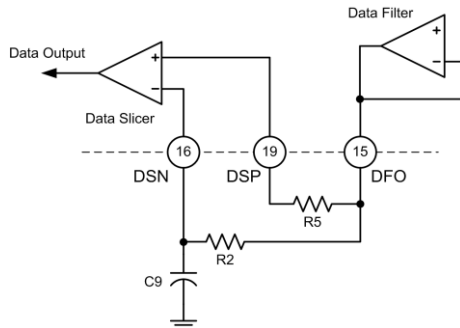 Data Filter
Data Output
+
−
+
−
Data Slicer
16
19
15
DSN
DSP
DFO
R5
R2
C9